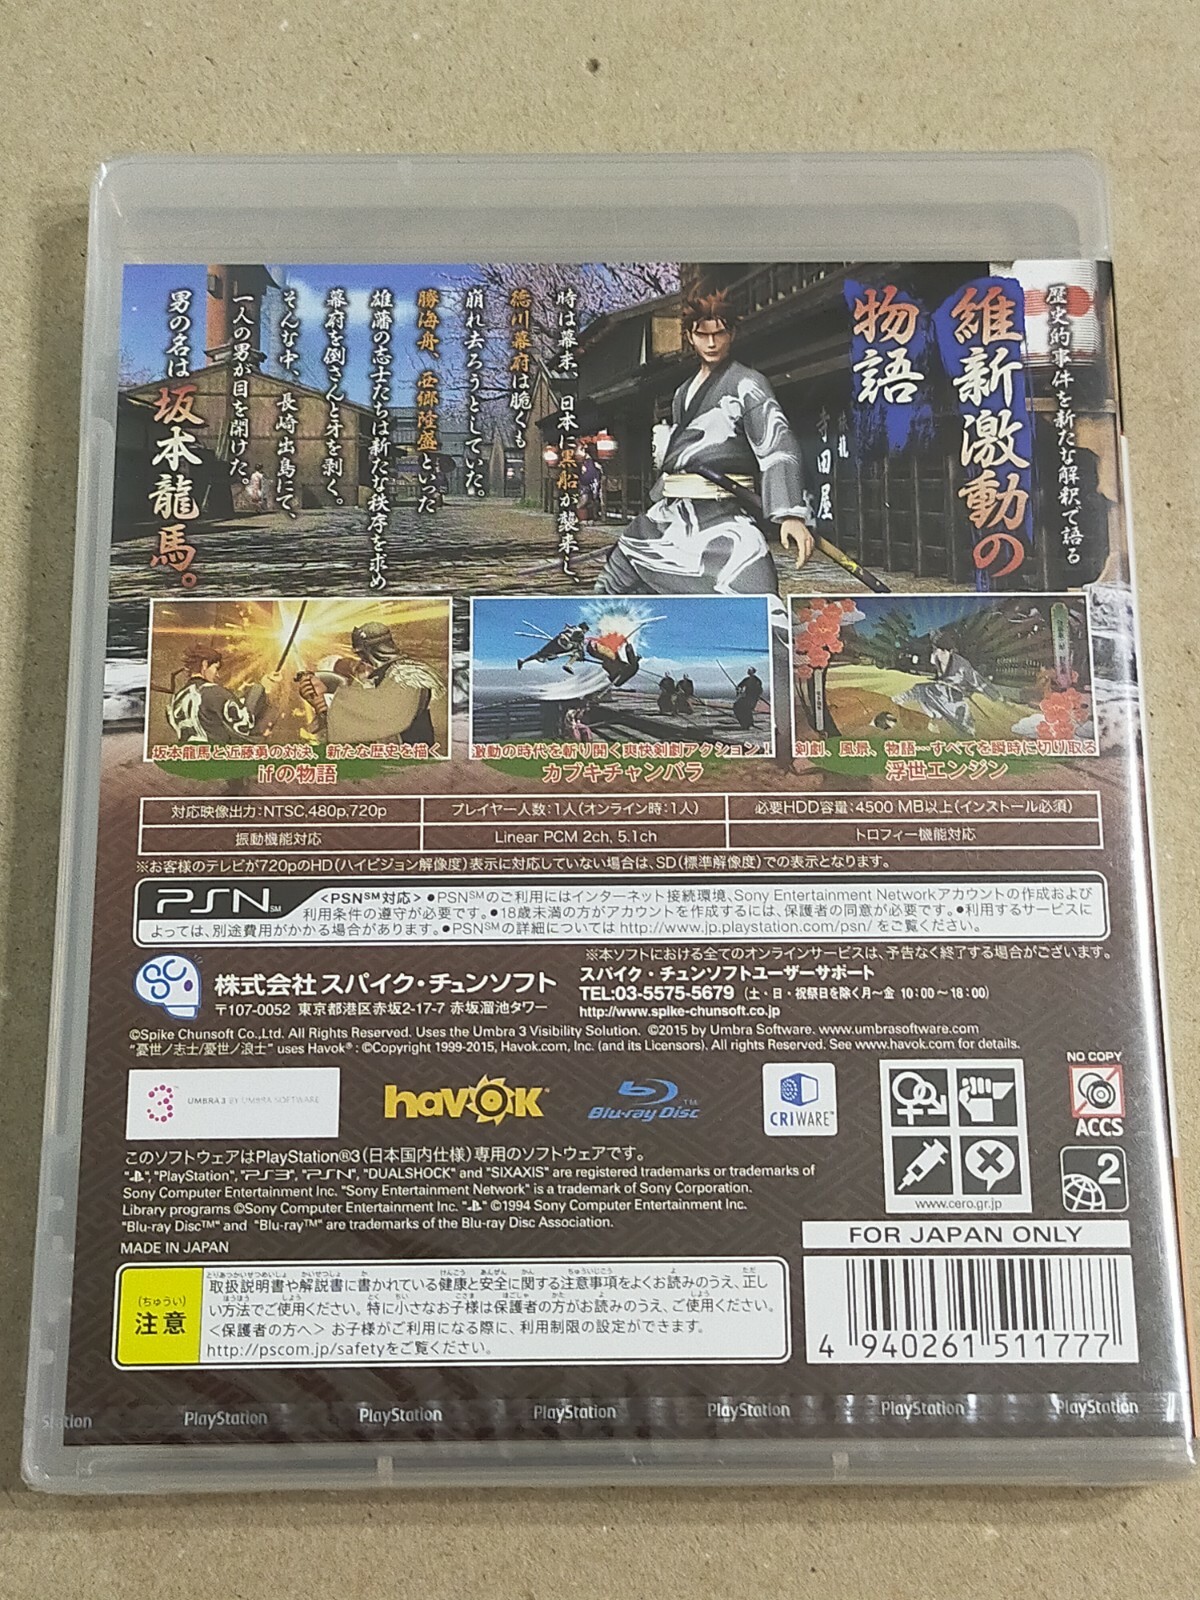 歴史的事件を新たな解釈で語る
維新激動の
物語
寺田屋
時は幕末、日本に黒船が襲来し、
徳川幕府は脆くも
崩れ去ろうとしていた。
勝海舟、西郷隆盛といった
雄藩の志士たちは新たな秩序を求め
幕府を倒さんと牙を剥く。
そんな中、長崎出島にて、
一人の男が目を開けた。
男の名は坂本龍馬。
坂本龍馬と近藤勇の対決、新たな歴史を描く
ifの物語
激動の時代を斬り開く爽快剣劇アクション!
カブキチャンバラ
剣劇、風景、物語…すべてを瞬時に切り取る
浮世エンジン
対応映像出力:NTSC,480p,720p
プレイヤー人数:1人(オンライン時:1人)
必要HDD容量:4500 MB以上(インストール必須)
振動機能対応
Linear PCM 2ch, 5.1ch
トロフィー機能対応
※お客様のテレビが720pのHD(ハイビジョン解像度)表示に対応していない場合は、SD(標準解像度)での表示となります。
PSN SM
<PSN℠対応> ●PSN℠のご利用にはインターネット接続環境、Sony Entertainment Networkアカウントの作成および
利用条件の遵守が必要です。●18歳未満の方がアカウントを作成するには、保護者の同意が必要です。●利用するサービスに
よっては、別途費用がかかる場合があります。●PSN℠の詳細については http://www.jp.playstation.com/psn/ をご覧ください。
※本ソフトにおける全てのオンラインサービスは、予告なく終了する場合がございます。
株式会社 スパイク・チュンソフト
〒107-0052 東京都港区赤坂2-17-7 赤坂溜池タワー
スパイク・チュンソフトユーザーサポート
TEL:03-5575-5679 (土・日・祝祭日を除く月～金 10:00～18:00)
http://www.spike-chunsoft.co.jp
©Spike Chunsoft Co.,Ltd. All Rights Reserved. Uses the Umbra 3 Visibility Solution. ©2015 by Umbra Software. www.umbrasoftware.com
"憂世ノ志士/憂世ノ浪士" uses Havok®: ©Copyright 1999-2015, Havok.com, Inc. (and its Licensors). All rights Reserved. See www.havok.com for details.
UMBRA 3 BY UMBRA SOFTWARE
havok
Blu-ray Disc™
CRIWARE™
www.cero.gr.jp
NO COPY
AACS
2
このソフトウェアはPlayStation®3(日本国内仕様)専用のソフトウェアです。
"PlayStation", "PS3", "PSN", "DUALSHOCK" and "SIXAXIS" are registered trademarks or trademarks of
Sony Computer Entertainment Inc. "Sony Entertainment Network" is a trademark of Sony Corporation.
Library programs ©Sony Computer Entertainment Inc. ©1994 Sony Computer Entertainment Inc.
"Blu-ray Disc™" and "Blu-ray™" are trademarks of the Blu-ray Disc Association.
MADE IN JAPAN
FOR JAPAN ONLY
(ちゅうい)
注意
取扱説明書や解説書に書かれている健康と安全に関する注意事項をよくお読みのうえ、正し
い方法でご使用ください。特に小さなお子様は保護者の方がお読みのうえ、ご使用ください。
<保護者の方へ> お子様がご利用になる際に、利用制限の設定ができます。
http://pscom.jp/safetyをご覧ください。
4 940261 511777
PlayStation PlayStation PlayStation PlayStation PlayStation PlayStation